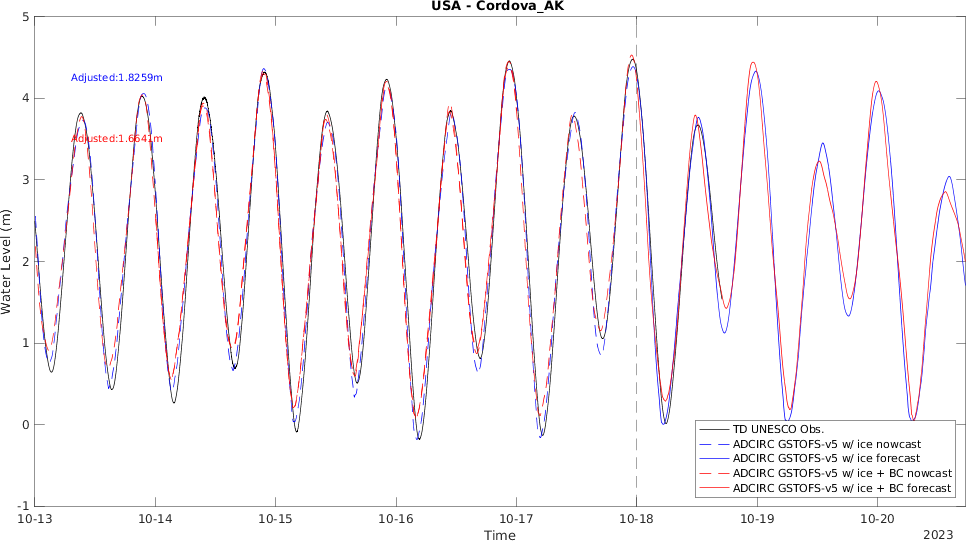 USA - Cordova_AK
Adjusted:1.8259m
Adjusted:1.6641m
Water Level (m)
5
4
3
2
1
0
-1
10-13 10-14 10-15 10-16 10-17 10-18 10-19 10-20
Time
2023
TD UNESCO Obs.
ADCIRC GSTOFS-v5 w/ ice nowcast
ADCIRC GSTOFS-v5 w/ ice forecast
ADCIRC GSTOFS-v5 w/ ice + BC nowcast
ADCIRC GSTOFS-v5 w/ ice + BC forecast